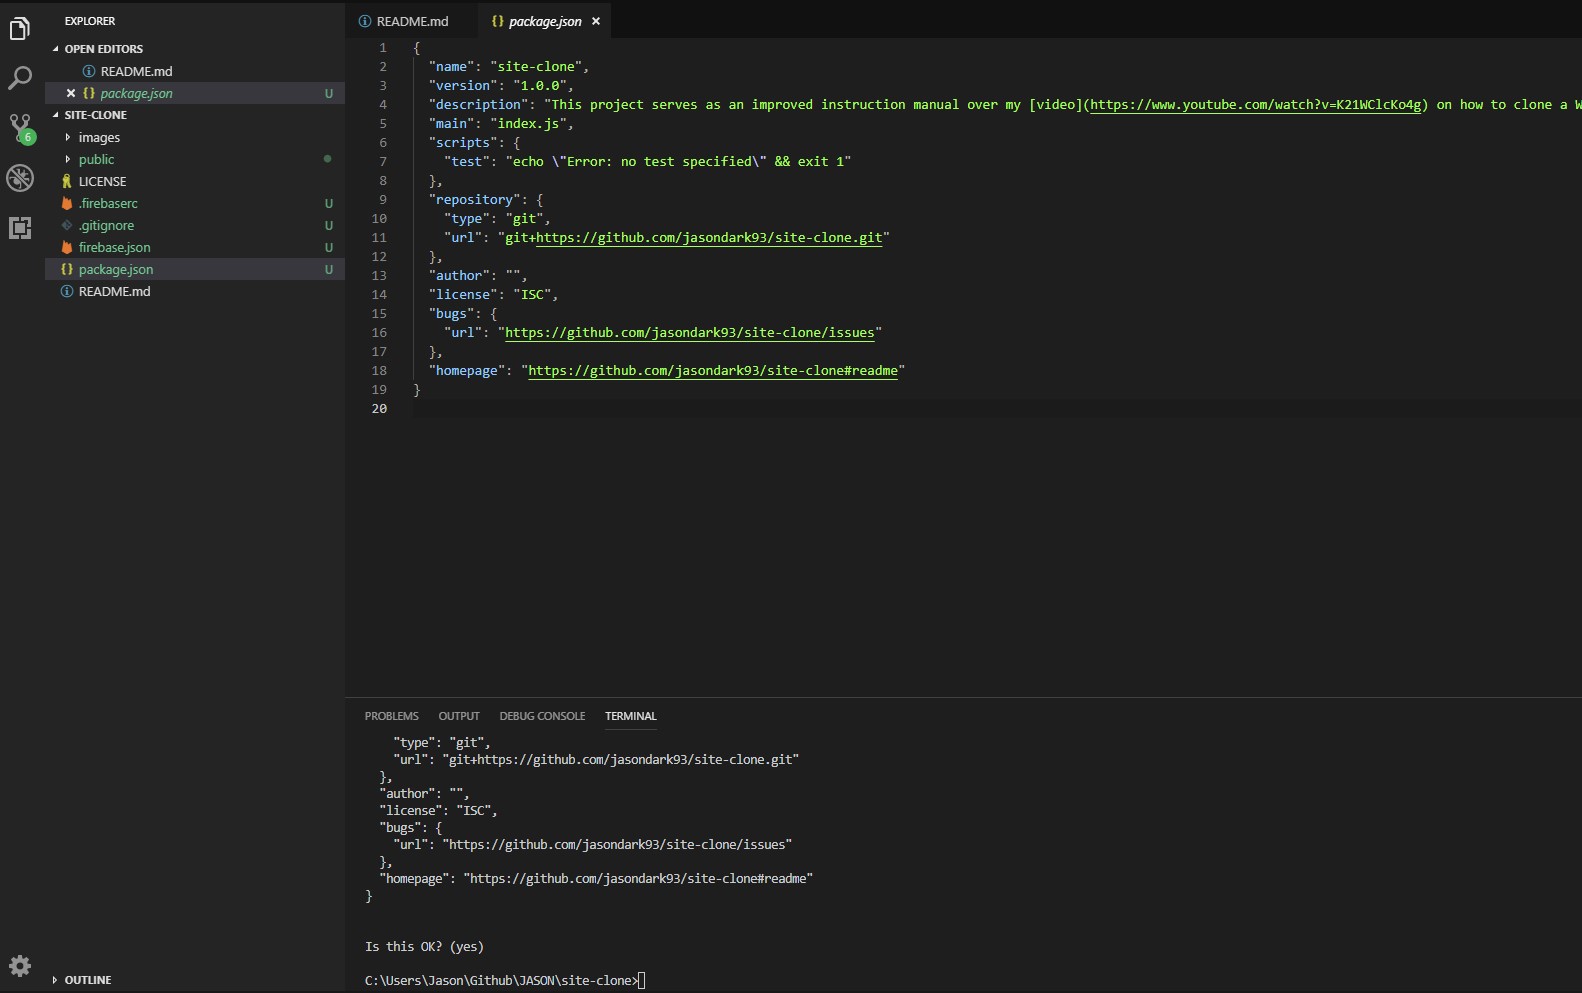 EXPLORER
OPEN EDITORS
README.md
package.json U
SITE-CLONE
images
public
LICENSE
.firebaserc U
.gitignore U
firebase.json U
package.json U
README.md
6
OUTLINE
README.md package.json
1 {
2 "name": "site-clone",
3 "version": "1.0.0",
4 "description": "This project serves as an improved instruction manual over my [video](https://www.youtube.com/watch?v=K21WClcKo4g) on how to clone a W
5 "main": "index.js",
6 "scripts": {
7 "test": "echo \"Error: no test specified\" && exit 1"
8 },
9 "repository": {
10 "type": "git",
11 "url": "git+https://github.com/jasondark93/site-clone.git"
12 },
13 "author": "",
14 "license": "ISC",
15 "bugs": {
16 "url": "https://github.com/jasondark93/site-clone/issues"
17 },
18 "homepage": "https://github.com/jasondark93/site-clone#readme"
19 }
20
PROBLEMS OUTPUT DEBUG CONSOLE TERMINAL
"type": "git",
"url": "git+https://github.com/jasondark93/site-clone.git"
},
"author": "",
"license": "ISC",
"bugs": {
"url": "https://github.com/jasondark93/site-clone/issues"
},
"homepage": "https://github.com/jasondark93/site-clone#readme"
}
Is this OK? (yes)
C:\Users\Jason\Github\JASON\site-clone>